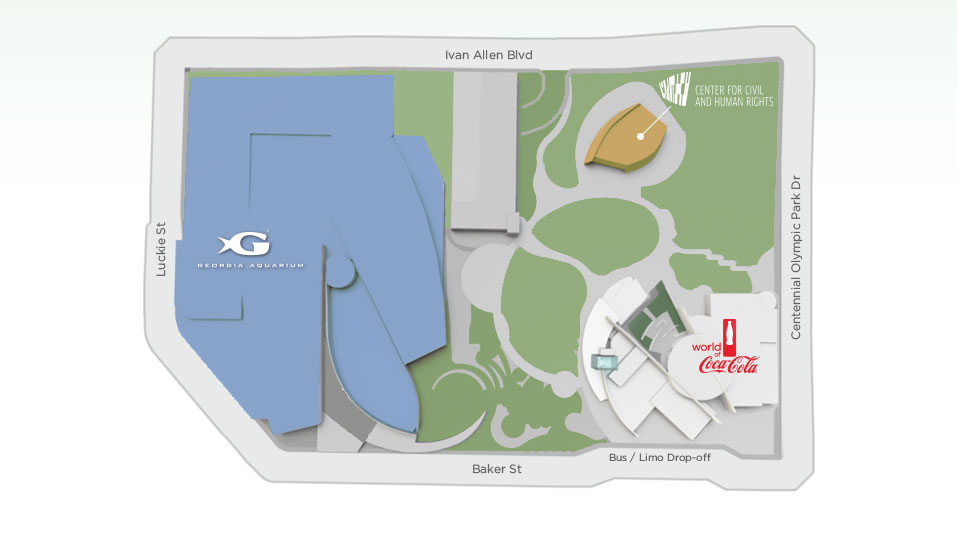 Ivan Allen Blvd
CENTER FOR CIVIL
AND HUMAN RIGHTS
Luckie St
GEORGIA AQUARIUM
Centennial Olympic Park Dr
world
of
Coca-Cola
Bus / Limo Drop-off
Baker St